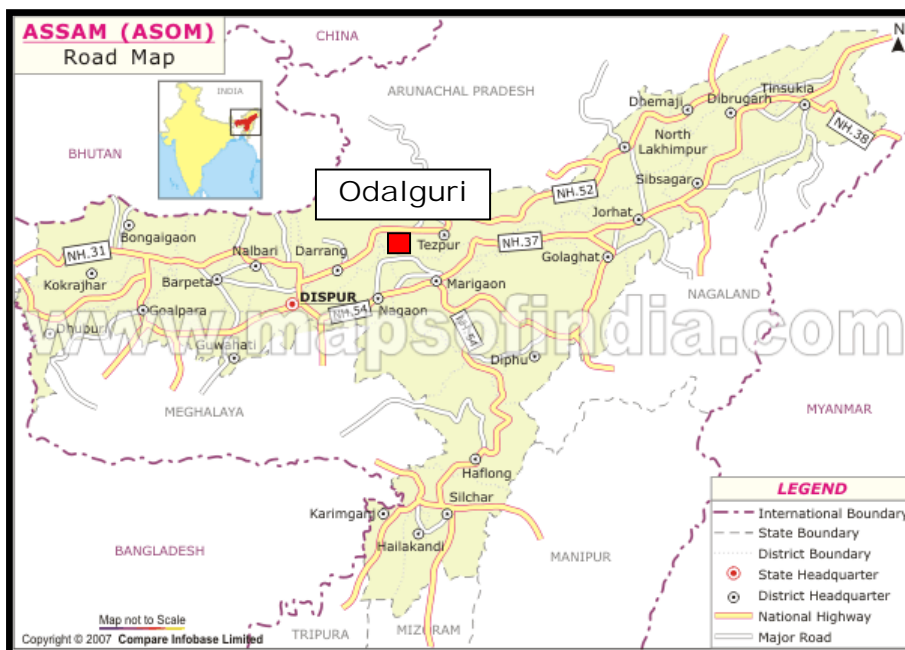 ASSAM (ASOM)
Road Map
CHINA
N
INDIA
ARUNACHAL PRADESH
BHUTAN
Dhemaji
Dibrugarh
Tinsukia
NH.38
North
Lakhimpur
Odalguri
NH.52
Sibsagar
Jorhat
Bongaigaon
NH.31
Nalbari
Darrang
Tezpur
NH.37
Golaghat
Kokrajhar
Barpeta
Marigaon
DISPUR
NAGALAND
Goalpara
NH.54
Nagaon
Dhupuri
www.mapsofindia.com
Guwahati
NH.54
Diphu
MEGHALAYA
MYANMAR
Haflong
Silchar
Karimganj
Hailakandi
BANGLADESH
MANIPUR
TRIPURA
MIZORAM
LEGEND
International Boundary
State Boundary
District Boundary
State Headquarter
District Headquarter
National Highway
Major Road
Map not to Scale
Copyright © 2007 Compare Infobase Limited